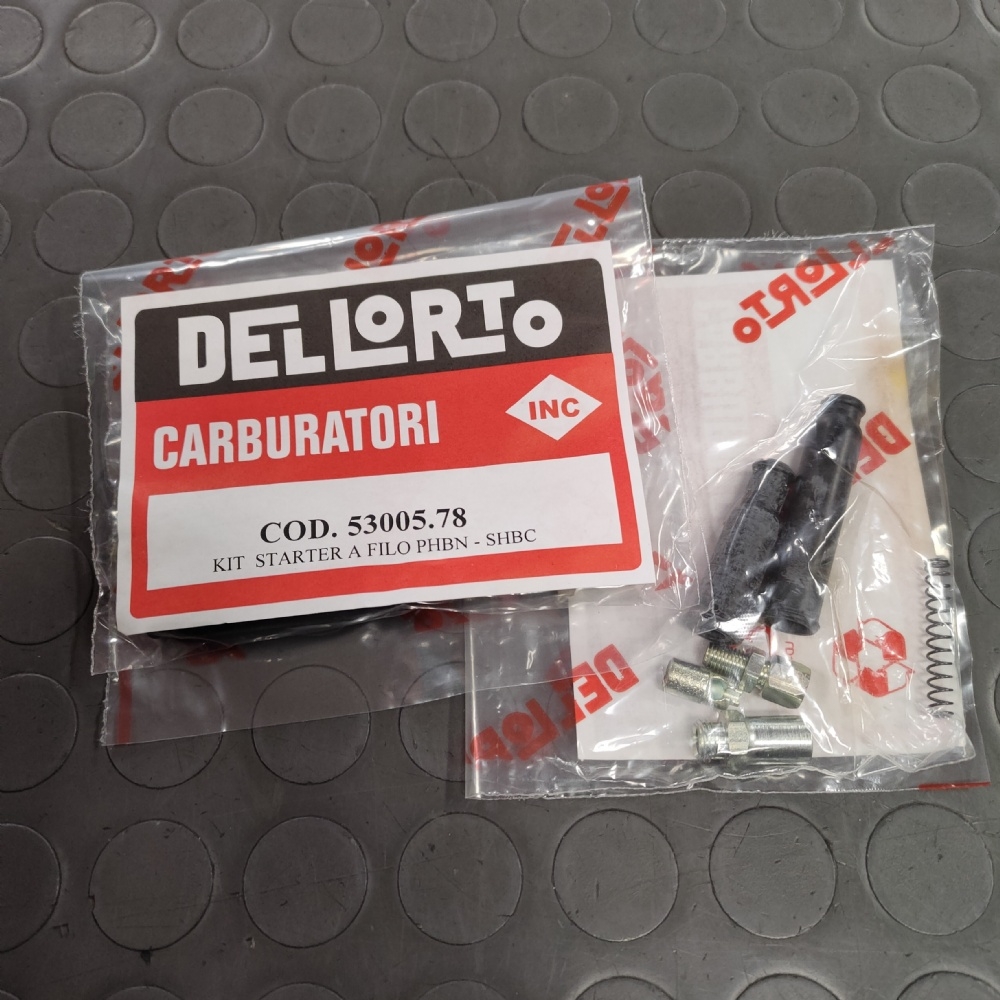 DELLORTO
CARBURATORI
INC
COD. 53005.78
KIT STARTER A FILO PHBN - SHBC